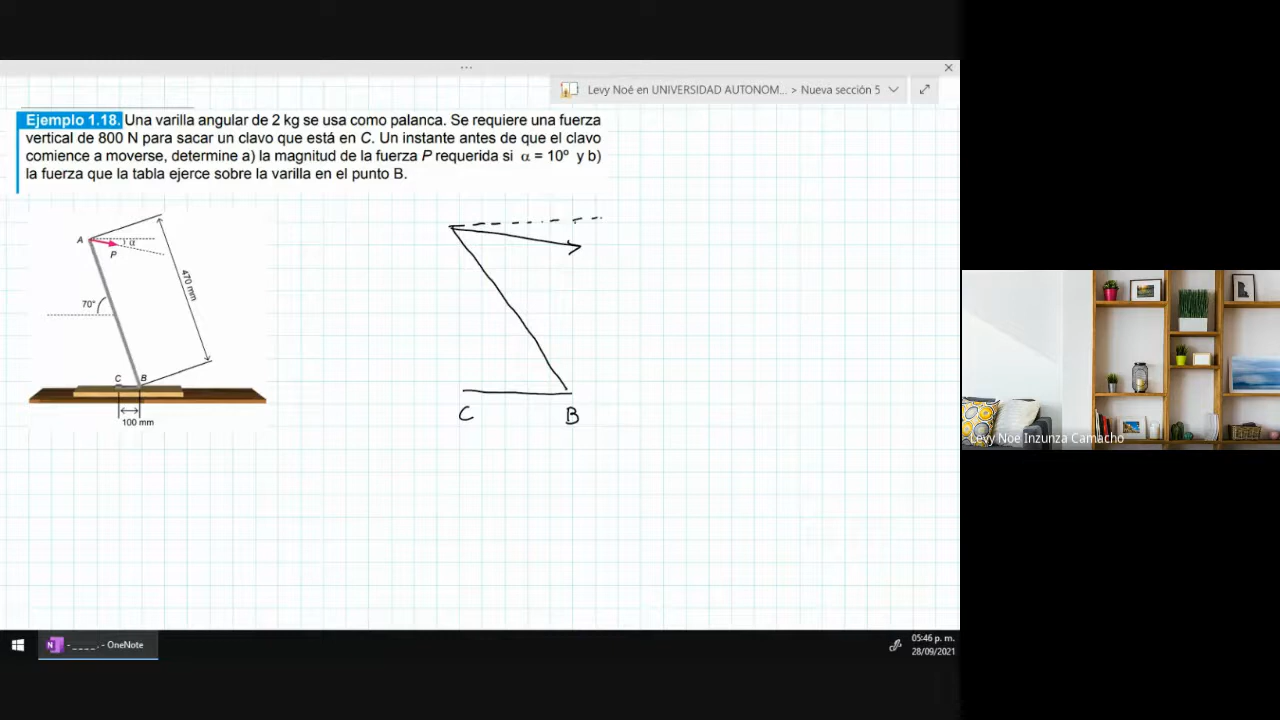 Levy Noé en UNIVERSIDAD AUTONOM... > Nueva sección 5
Ejemplo 1.18. Una varilla angular de 2 kg se usa como palanca. Se requiere una fuerza
vertical de 800 N para sacar un clavo que está en C. Un instante antes de que el clavo
comience a moverse, determine a) la magnitud de la fuerza P requerida si α = 10º y b)
la fuerza que la tabla ejerce sobre la varilla en el punto B.
A
α
P
470 mm
70°
C B
100 mm
C B
Levy Noe Inzunza Camacho
- ____. - OneNote
05:46 p. m.
28/09/2021